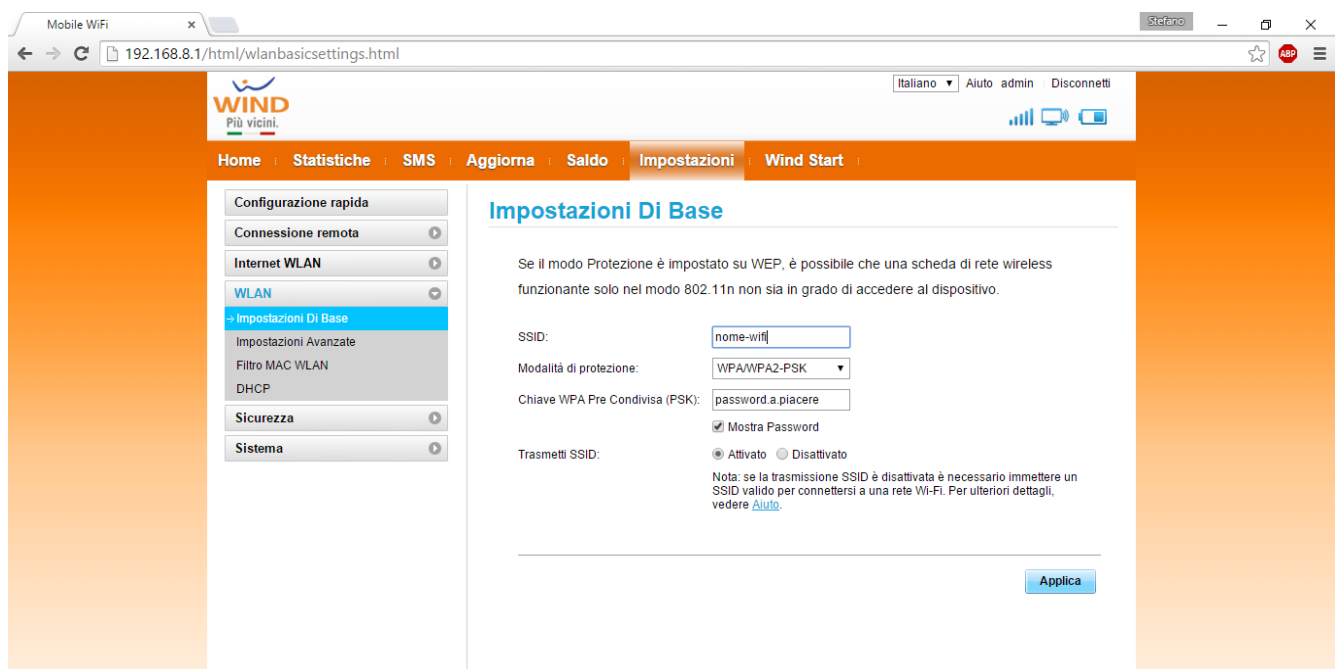 Mobile WiFi
Stefano
192.168.8.1/html/wlanbasicsettings.html
ABP
WIND
Più vicini.
Italiano Aiuto admin Disconnetti
Home Statistiche SMS Aggiorna Saldo Impostazioni Wind Start
Configurazione rapida
Connessione remota
Internet WLAN
WLAN
Impostazioni Di Base
Impostazioni Avanzate
Filtro MAC WLAN
DHCP
Sicurezza
Sistema
Impostazioni Di Base
Se il modo Protezione è impostato su WEP, è possibile che una scheda di rete wireless
funzionante solo nel modo 802.11n non sia in grado di accedere al dispositivo.
SSID: nome-wifi
Modalità di protezione: WPA/WPA2-PSK
Chiave WPA Pre Condivisa (PSK): password.a.piacere
Mostra Password
Trasmetti SSID: Attivato Disattivato
Nota: se la trasmissione SSID è disattivata è necessario immettere un
SSID valido per connettersi a una rete Wi-Fi. Per ulteriori dettagli,
vedere Aiuto.
Applica